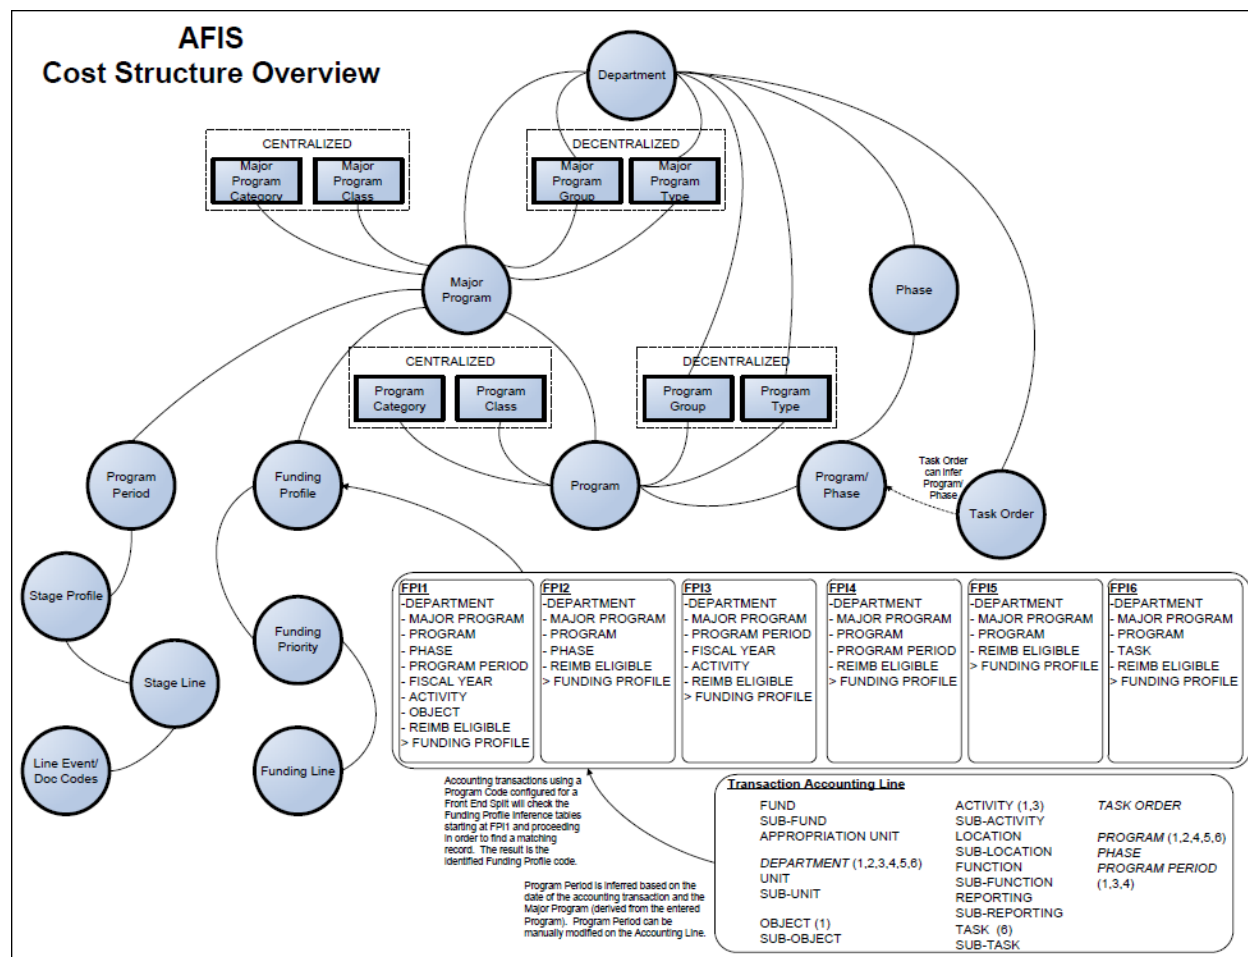 AFIS
Cost Structure Overview
Department
CENTRALIZED
Major
Program
Category
Major
Program
Class
DECENTRALIZED
Major
Program
Group
Major
Program
Type
Major
Program
Phase
CENTRALIZED
Program
Category
Program
Class
DECENTRALIZED
Program
Group
Program
Type
Program
Period
Funding
Profile
Program
Program/
Phase
Task Order
can infer
Program/
Phase
Task Order
Stage Profile
Funding
Priority
Stage Line
Line Event/
Doc Codes
Funding Line
FPI1
-DEPARTMENT
- MAJOR PROGRAM
- PROGRAM
- PHASE
- PROGRAM PERIOD
- FISCAL YEAR
- ACTIVITY
- OBJECT
- REIMB ELIGIBLE
> FUNDING PROFILE
FPI2
-DEPARTMENT
- MAJOR PROGRAM
- PROGRAM
- PHASE
- REIMB ELIGIBLE
> FUNDING PROFILE
FPI3
-DEPARTMENT
- MAJOR PROGRAM
- PROGRAM PERIOD
- FISCAL YEAR
- ACTIVITY
- REIMB ELIGIBLE
> FUNDING PROFILE
FPI4
-DEPARTMENT
- MAJOR PROGRAM
- PROGRAM
- PROGRAM PERIOD
- REIMB ELIGIBLE
> FUNDING PROFILE
FPI5
-DEPARTMENT
- MAJOR PROGRAM
- PROGRAM
- REIMB ELIGIBLE
> FUNDING PROFILE
FPI6
-DEPARTMENT
- MAJOR PROGRAM
- PROGRAM
- TASK
- REIMB ELIGIBLE
> FUNDING PROFILE
Accounting transactions using a
Program Code configured for a
Front End Split will check the
Funding Profile Inference tables
starting at FPI1 and proceeding
in order to find a matching
record. The result is the
identified Funding Profile code.
Program Period is inferred based on the
date of the accounting transaction and the
Major Program (derived from the entered
Program). Program Period can be
manually modified on the Accounting Line.
Transaction Accounting Line
FUND
SUB-FUND
APPROPRIATION UNIT
DEPARTMENT (1,2,3,4,5,6)
UNIT
SUB-UNIT
OBJECT (1)
SUB-OBJECT
ACTIVITY (1,3)
SUB-ACTIVITY
LOCATION
SUB-LOCATION
FUNCTION
SUB-FUNCTION
REPORTING
SUB-REPORTING
TASK (6)
SUB-TASK
TASK ORDER
PROGRAM (1,2,4,5,6)
PHASE
PROGRAM PERIOD
(1,3,4)